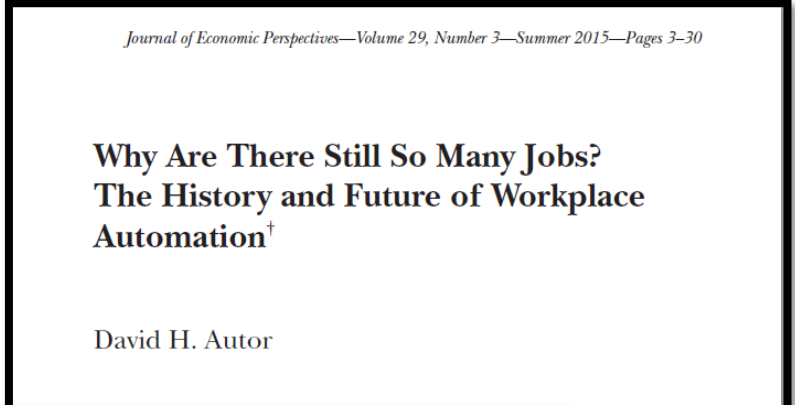 Journal of Economic Perspectives—Volume 29, Number 3—Summer 2015—Pages 3–30
Why Are There Still So Many Jobs?
The History and Future of Workplace
Automation†
David H. Autor